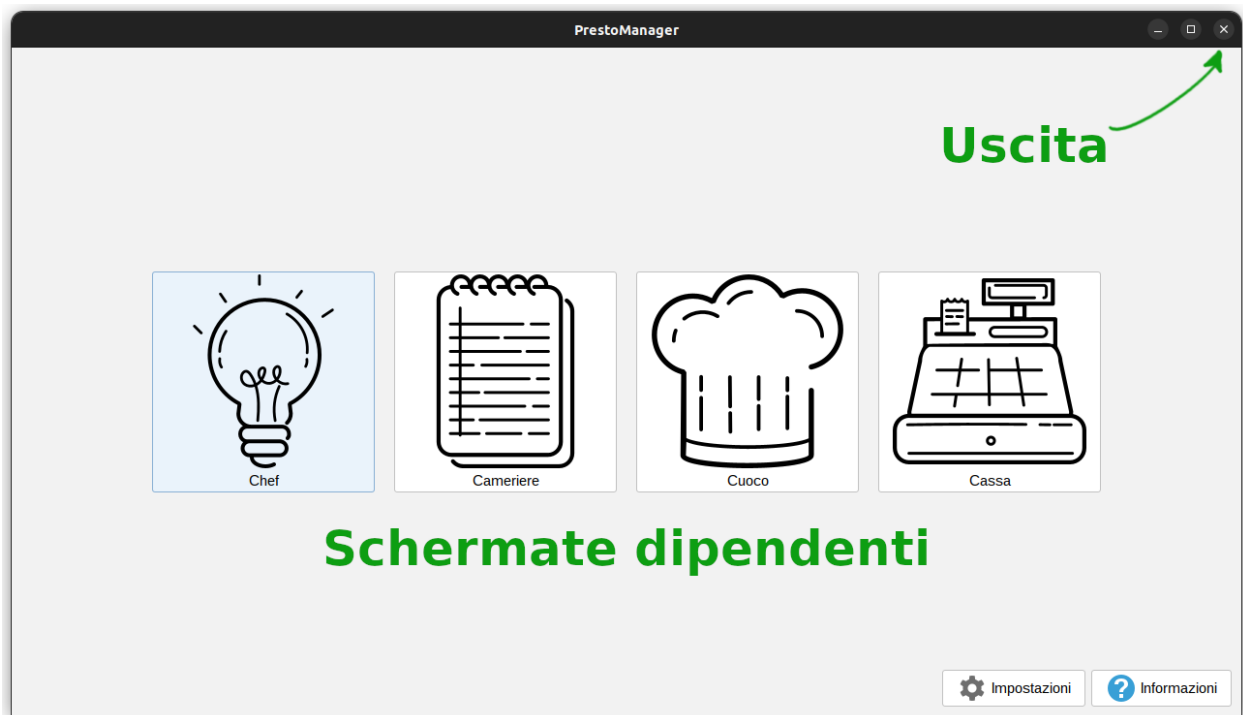 PrestoManager
Uscita
Chef Cameriere Cuoco Cassa
Schermate dipendenti
Impostazioni Informazioni